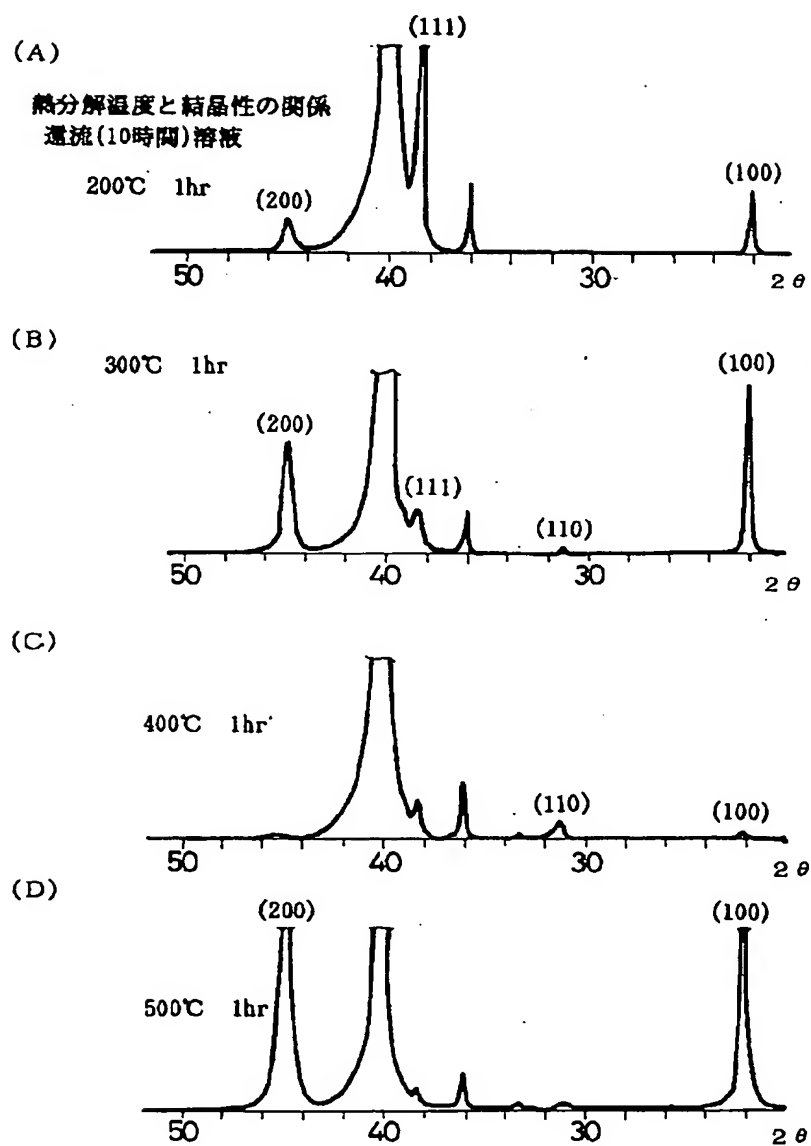 (A)
(111)
熱分解温度と結晶性の関係
還流(10時間)溶液
200℃ 1hr
(200)
(100)
50 40 30 2θ
(B)
300℃ 1hr
(100)
(200)
(111)
(110)
50 40 30 2θ
(C)
400℃ 1hr
(110)
(100)
50 40 30 2θ
(D)
(200)
(100)
500℃ 1hr
50 40 30 2θ